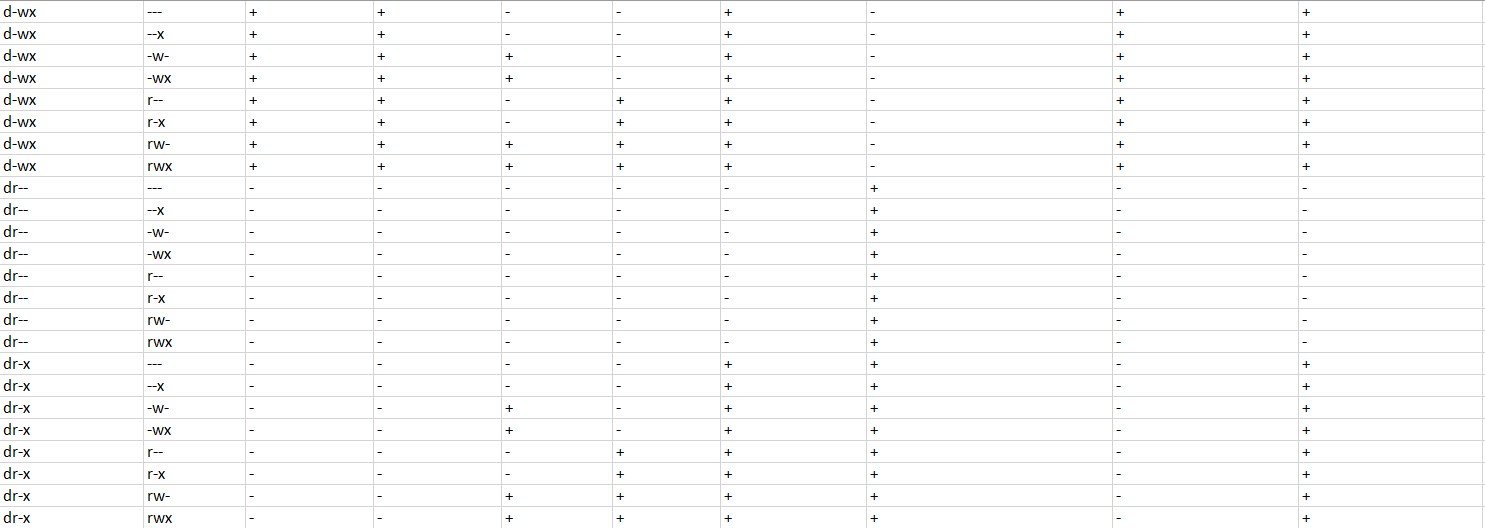 d-wx --- + + - - + - + +
d-wx --x + + - - + - + +
d-wx -w- + + + - + - + +
d-wx -wx + + + - + - + +
d-wx r-- + + - + + - + +
d-wx r-x + + - + + - + +
d-wx rw- + + + + + - + +
d-wx rwx + + + + + - + +
dr-- --- - - - - - + - -
dr-- --x - - - - - + - -
dr-- -w- - - - - - + - -
dr-- -wx - - - - - + - -
dr-- r-- - - - - - + - -
dr-- r-x - - - - - + - -
dr-- rw- - - - - - + - -
dr-- rwx - - - - - + - -
dr-x --- - - - - + + - +
dr-x --x - - - - + + - +
dr-x -w- - - + - + + - +
dr-x -wx - - + - + + - +
dr-x r-- - - - + + + - +
dr-x r-x - - - + + + - +
dr-x rw- - - + + + + - +
dr-x rwx - - + + + + - +